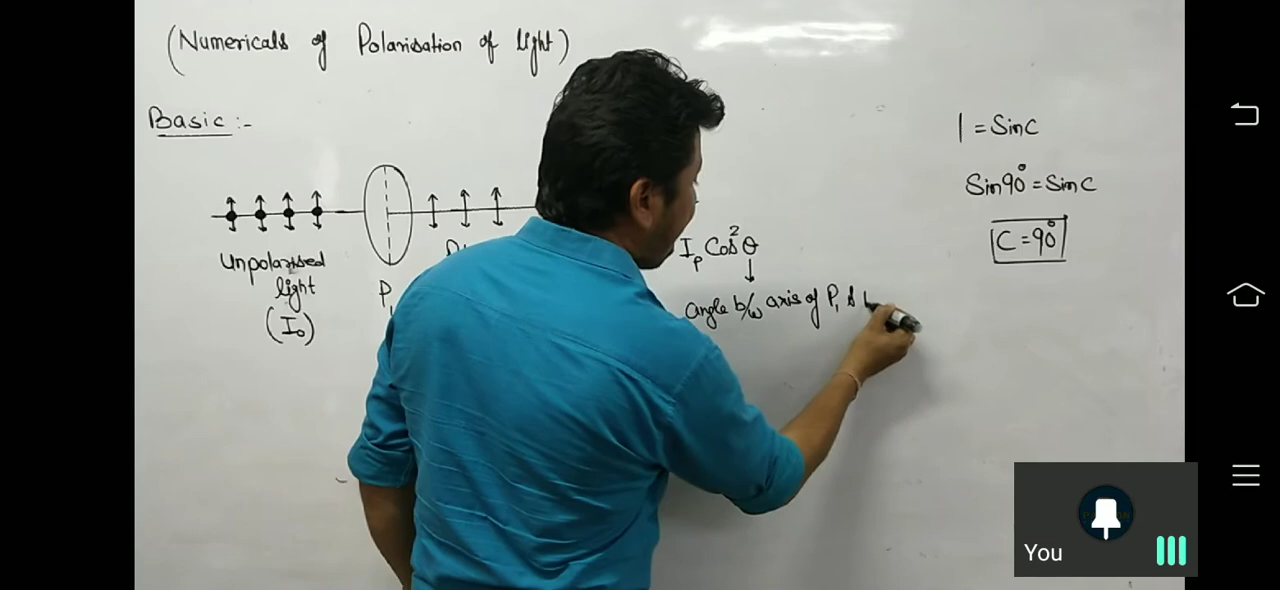 (Numericals of Polarisation of light)
Basic :-
Unpolarised
light
(I₀)
P₁
Iₚ Cos²θ
Angle b/w axis of P₁ &
1 = Sin C
Sin 90° = Sin C
C = 90°
You